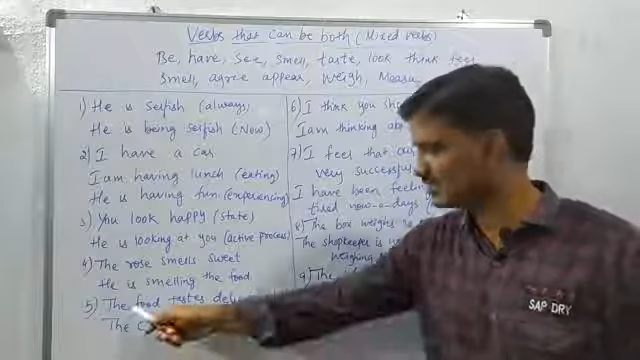 Verbs that can be both (Mixed verbs)
Be, have, see, smell, taste, look think feel
smell, agree appear, weigh, Measu
1) He is selfish (always)
He is being selfish (Now)
2) I have a car
I am having lunch (eating)
He is having fun (experiencing)
3) You look happy (state)
He is looking at you (active process)
4) The rose smells sweet
He is smelling the food
5) The food tastes
The
6) I think you
I am thinking
7) I feel that
very successful
I have been feeling
tired now-a-days
8) The box weighs
The shopkeeper is
weighing
9) The
SAP DRY